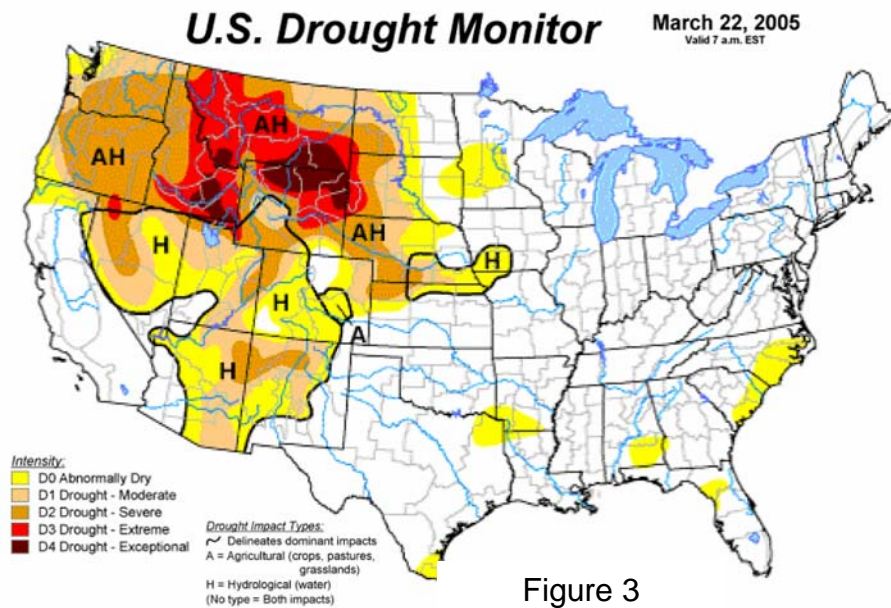 U.S. Drought Monitor
March 22, 2005
Valid 7 a.m. EST
AH
AH
AH
H
H
H
H
A
Intensity:
D0 Abnormally Dry
D1 Drought - Moderate
D2 Drought - Severe
D3 Drought - Extreme
D4 Drought - Exceptional
Drought Impact Types:
Delineates dominant impacts
A = Agricultural (crops, pastures,
grasslands)
H = Hydrological (water)
(No type = Both impacts)
Figure 3